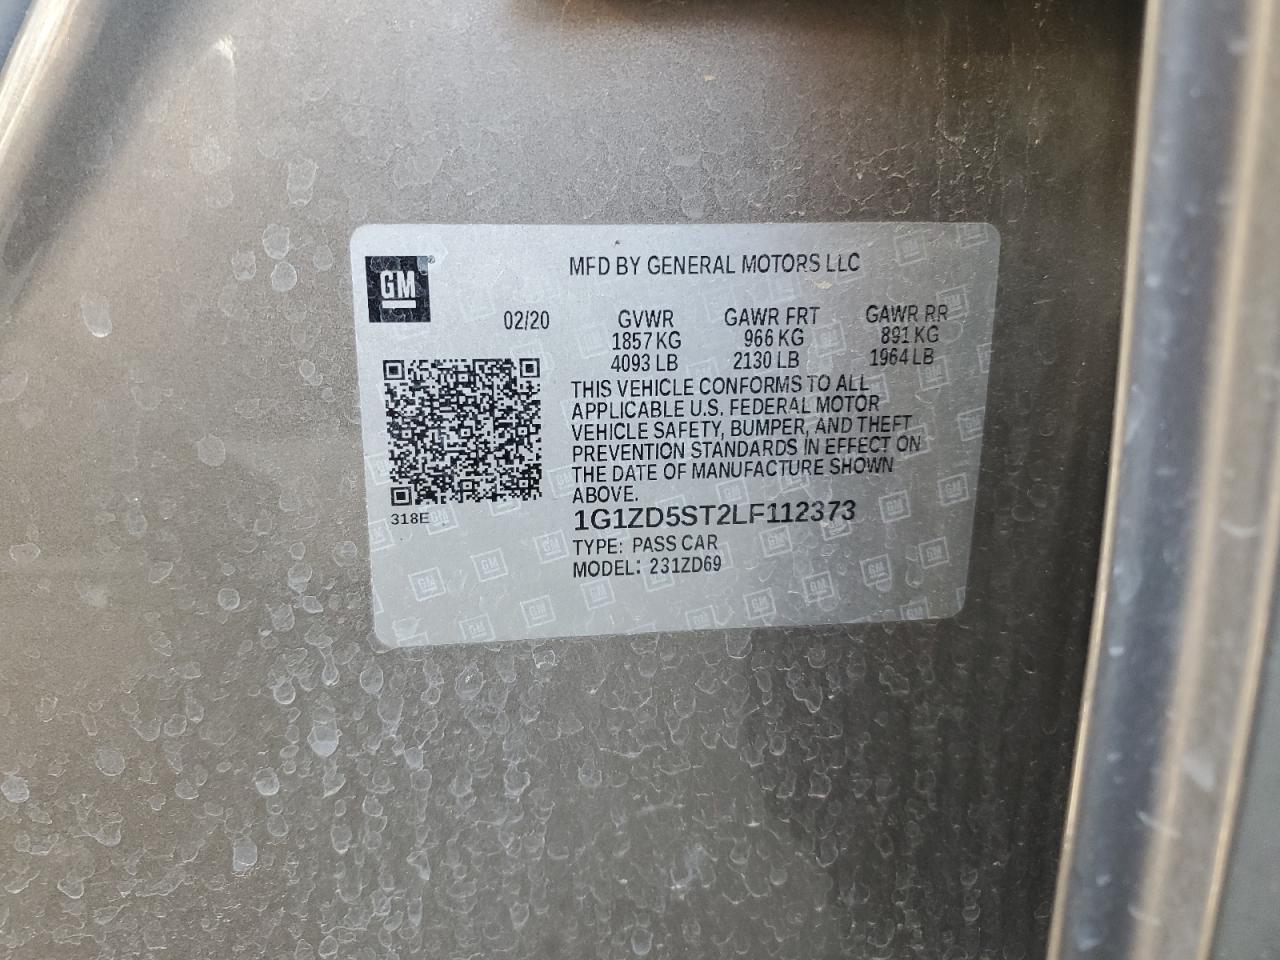 GM®
MFD BY GENERAL MOTORS LLC
02/20 GVWR GAWR FRT GAWR RR
1857 KG 966 KG 891 KG
4093 LB 2130 LB 1964 LB
THIS VEHICLE CONFORMS TO ALL
APPLICABLE U.S. FEDERAL MOTOR
VEHICLE SAFETY, BUMPER, AND THEFT
PREVENTION STANDARDS IN EFFECT ON
THE DATE OF MANUFACTURE SHOWN
ABOVE.
318E
1G1ZD5ST2LF112373
TYPE: PASS CAR
MODEL: 231ZD69